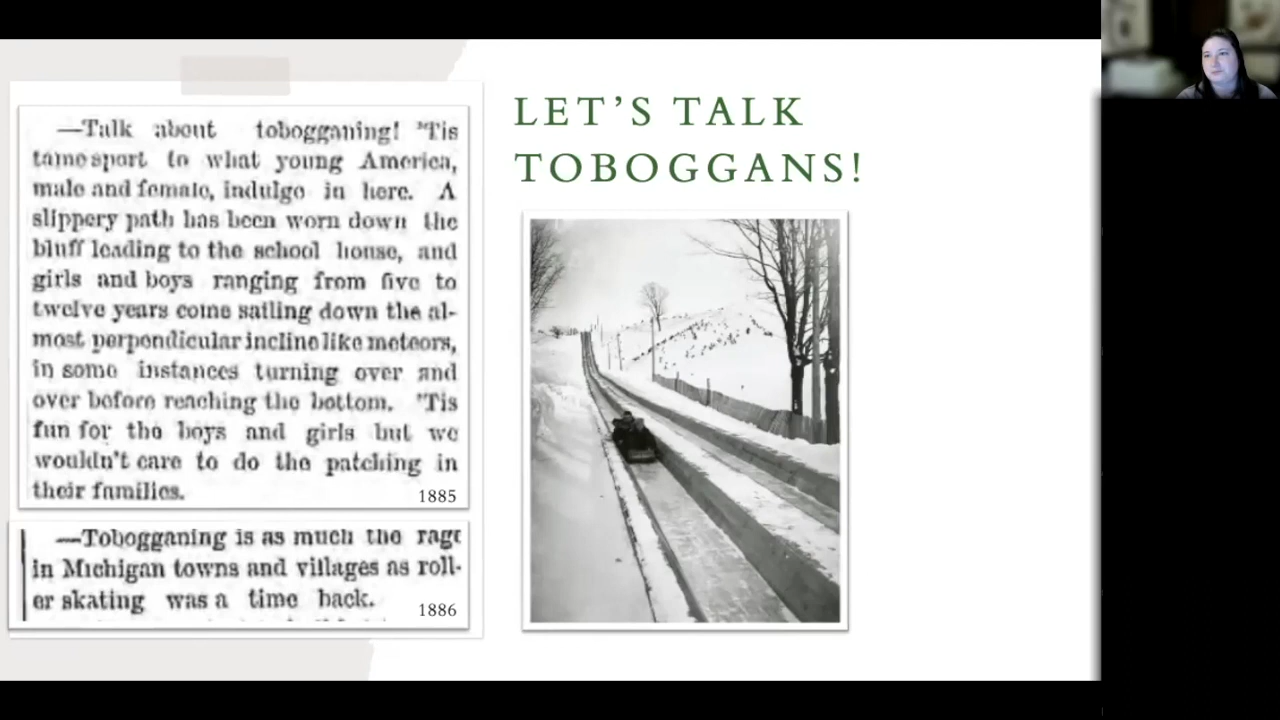 —Talk about tobogganing! 'Tis
tame sport to what young America,
male and female, indulge in here. A
slippery path has been worn down the
bluff leading to the school house, and
girls and boys ranging from five to
twelve years come sailing down the al-
most perpendicular incline like meteors,
in some instances turning over and
over before reaching the bottom. 'Tis
fun for the boys and girls but we
wouldn't care to do the patching in
their families.
1885
—Tobogganing is as much the rage
in Michigan towns and villages as roll-
er skating was a time back.
1886
LET'S TALK
TOBOGGANS!